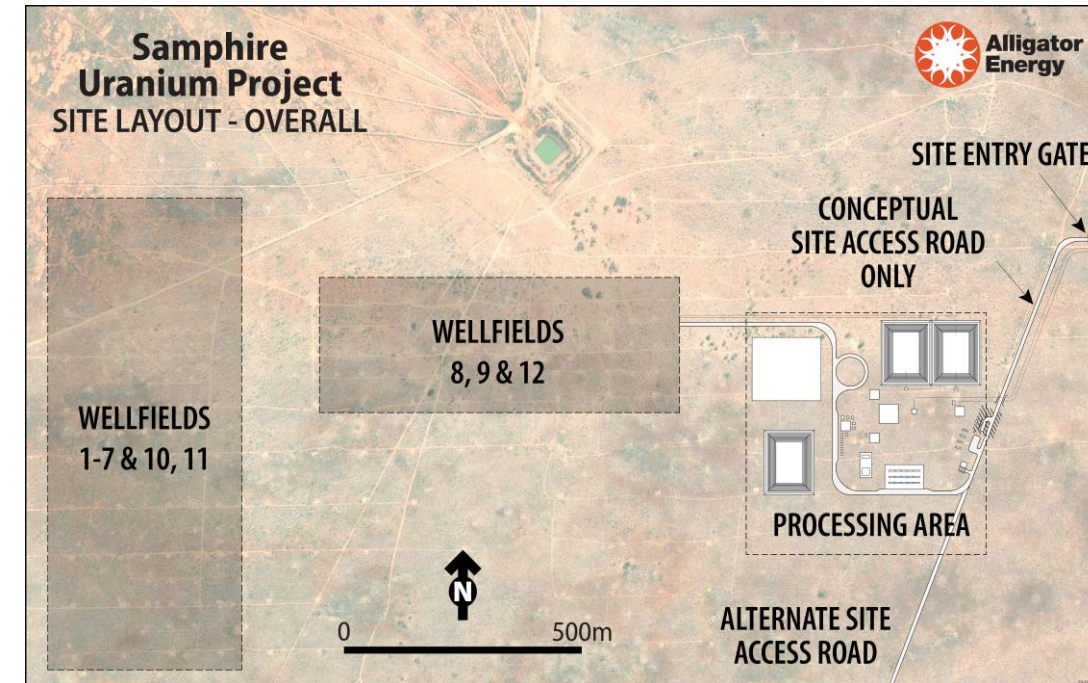 Samphire
Uranium Project
SITE LAYOUT - OVERALL
Alligator
Energy
SITE ENTRY GATE
CONCEPTUAL
SITE ACCESS ROAD
ONLY
WELLFIELDS
8, 9 & 12
WELLFIELDS
1-7 & 10, 11
PROCESSING AREA
N
0 500m
ALTERNATE SITE
ACCESS ROAD